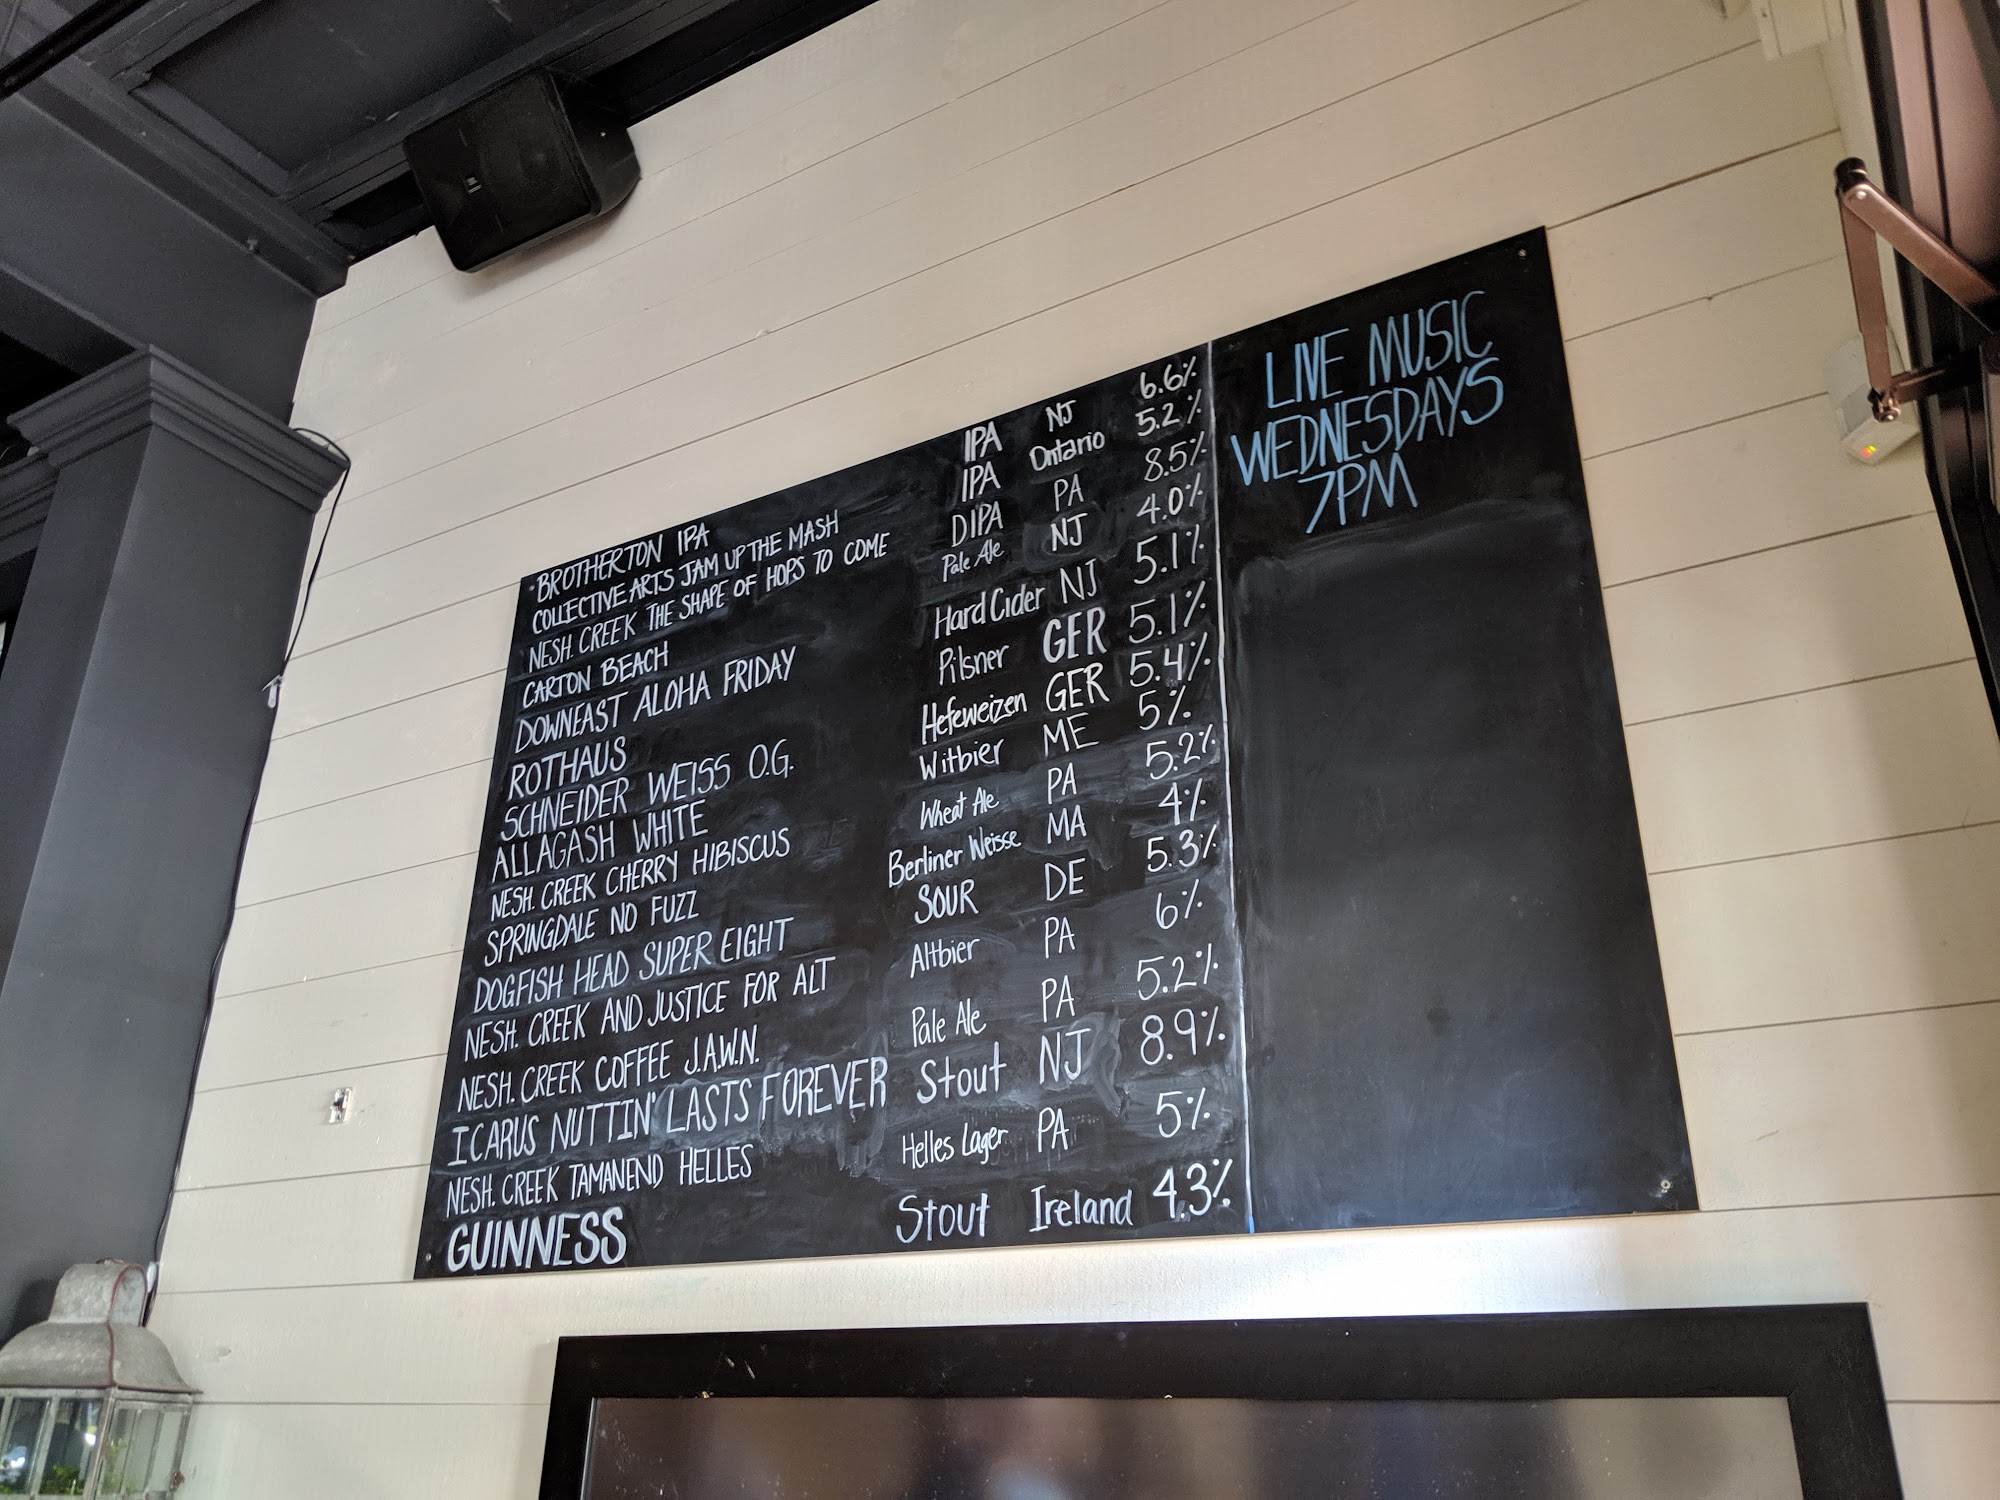 ·BROTHERTON IPA IPA NJ 6.6%
COLLECTIVE ARTS JAM UP THE MASH IPA Ontario 5.2%
NESH. CREEK THE SHAPE OF HOPS TO COME DIPA PA 8.5%
CARTON BEACH Pale Ale NJ 4.0%
DOWNEAST ALOHA FRIDAY Hard Cider NJ 5.1%
ROTHAUS Pilsner GER 5.1%
SCHNEIDER WEISS O.G. Hefeweizen GER 5.4%
ALLAGASH WHITE Witbier ME 5%
NESH. CREEK CHERRY HIBISCUS Wheat Ale PA 5.2%
SPRINGDALE NO FUZZ Berliner Weisse MA 4%
DOGFISH HEAD SUPER EIGHT SOUR DE 5.3%
NESH. CREEK AND JUSTICE FOR ALT Altbier PA 6%
NESH. CREEK COFFEE J.A.W.N. Pale Ale PA 5.2%
ICARUS NUTTIN' LASTS FOREVER Stout NJ 8.9%
NESH. CREEK TAMANEND HELLES Helles Lager PA 5%
GUINNESS Stout Ireland 4.3%
LIVE MUSIC
WEDNESDAYS
7PM